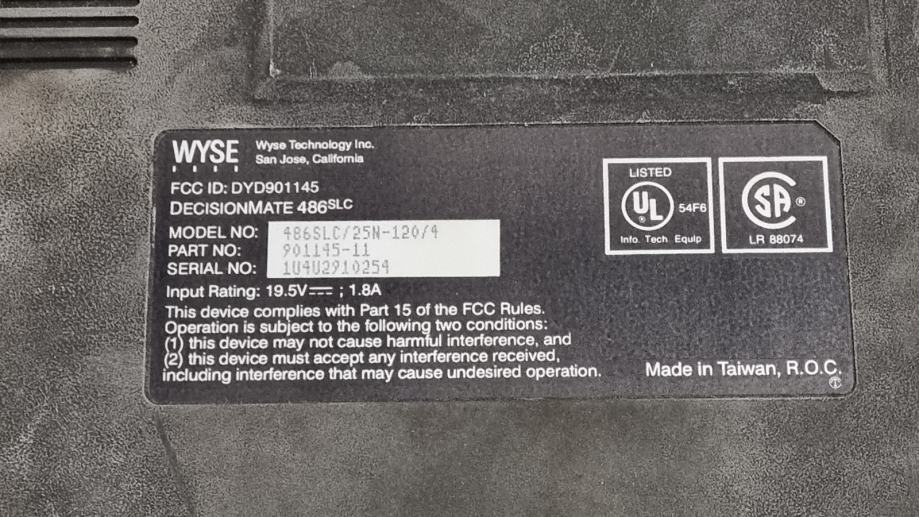 WYSE
Wyse Technology Inc.
San Jose, California
FCC ID: DYD901145
DECISIONMATE 486SLC
MODEL NO: 486SLC/25N-120/4
PART NO: 901145-11
SERIAL NO: 1U4U2910254
Input Rating: 19.5V⎓ ; 1.8A
This device complies with Part 15 of the FCC Rules.
Operation is subject to the following two conditions:
(1) this device may not cause harmful interference, and
(2) this device must accept any interference received,
including interference that may cause undesired operation.
LISTED
UL ® 54F6
Info. Tech. Equip
SA ®
LR 88074
Made in Taiwan, R.O.C.